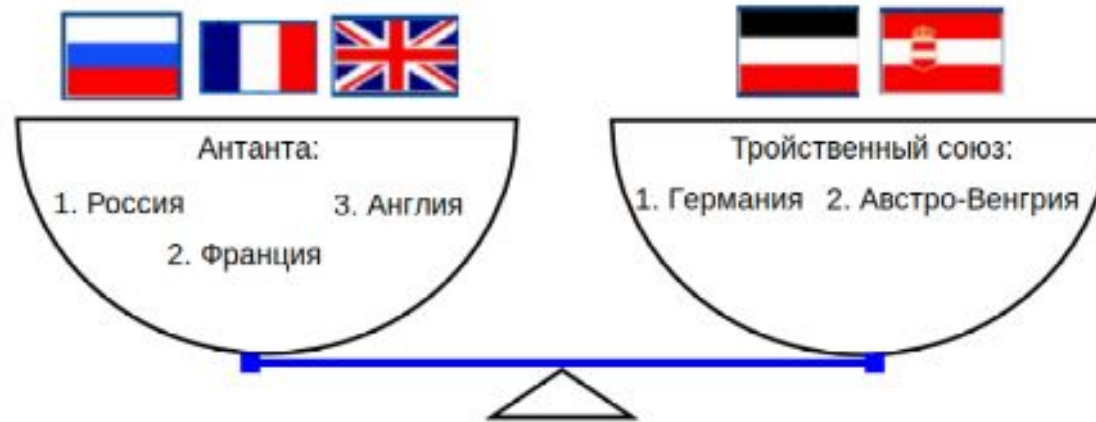 Антанта:
1. Россия
3. Англия
2. Франция
Тройственный союз:
1. Германия
2. Австро-Венгрия